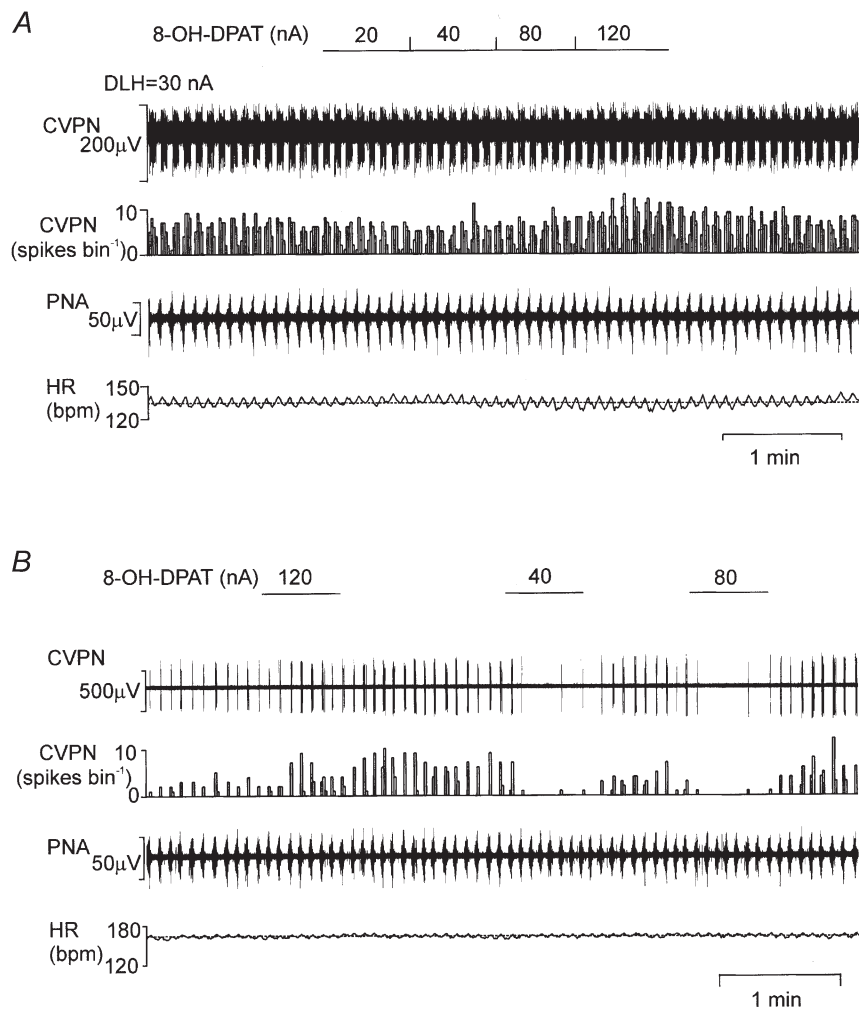 A
8-OH-DPAT (nA) 20 40 80 120
DLH=30 nA
CVPN
200μV
CVPN 10
(spikes bin⁻¹) 0
PNA
50μV
HR 150
(bpm) 120
1 min
B
8-OH-DPAT (nA) 120 40 80
CVPN
500μV
CVPN 10
(spikes bin⁻¹) 0
PNA
50μV
HR 180
(bpm) 120
1 min